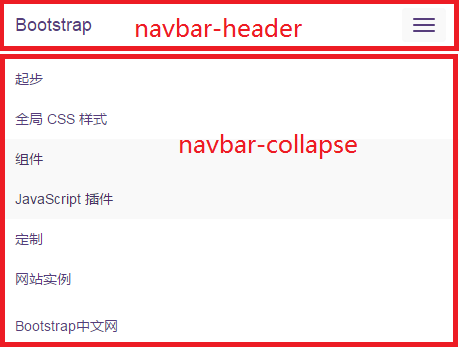 Bootstrap navbar-header
起步
全局 CSS 样式
组件
navbar-collapse
JavaScript 插件
定制
网站实例
Bootstrap中文网